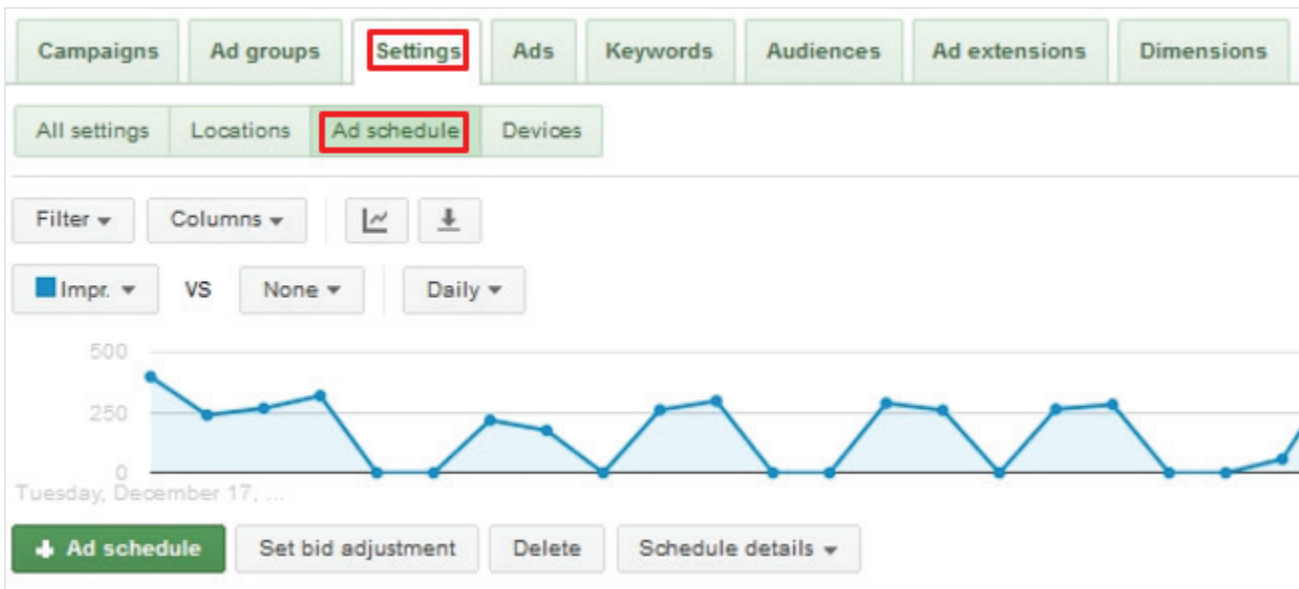 Campaigns Ad groups Settings Ads Keywords Audiences Ad extensions Dimensions
All settings Locations Ad schedule Devices
Filter Columns
Impr. VS None Daily
500
250
0
Tuesday, December 17, ...
+ Ad schedule Set bid adjustment Delete Schedule details